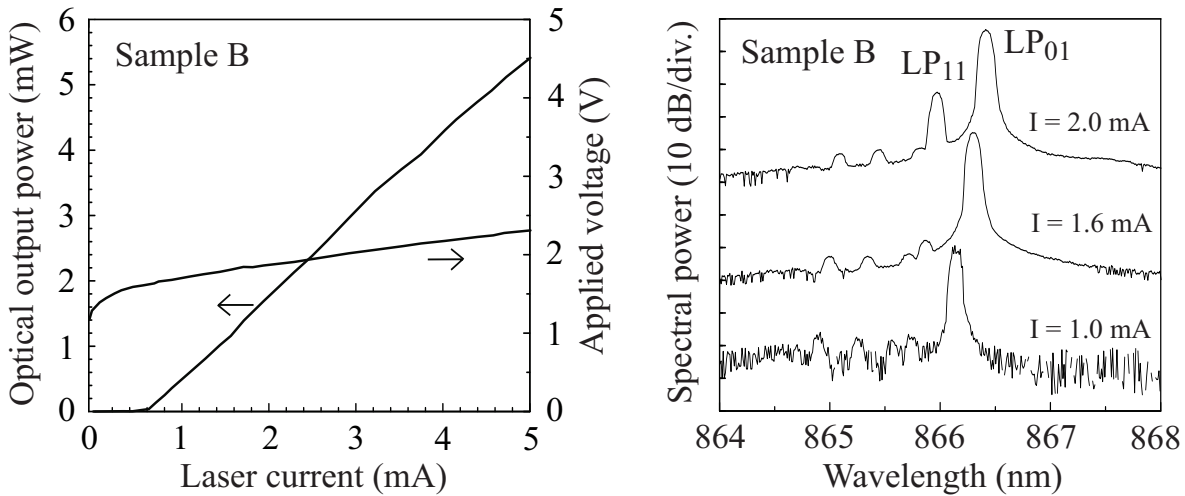 Sample B
Optical output power (mW)
6
5
4
3
2
1
0
0 1 2 3 4 5
Laser current (mA)
5
4
3
2
1
0
Applied voltage (V)
Sample B
LP01
LP11
I = 2.0 mA
I = 1.6 mA
I = 1.0 mA
Spectral power (10 dB/div.)
864 865 866 867 868
Wavelength (nm)